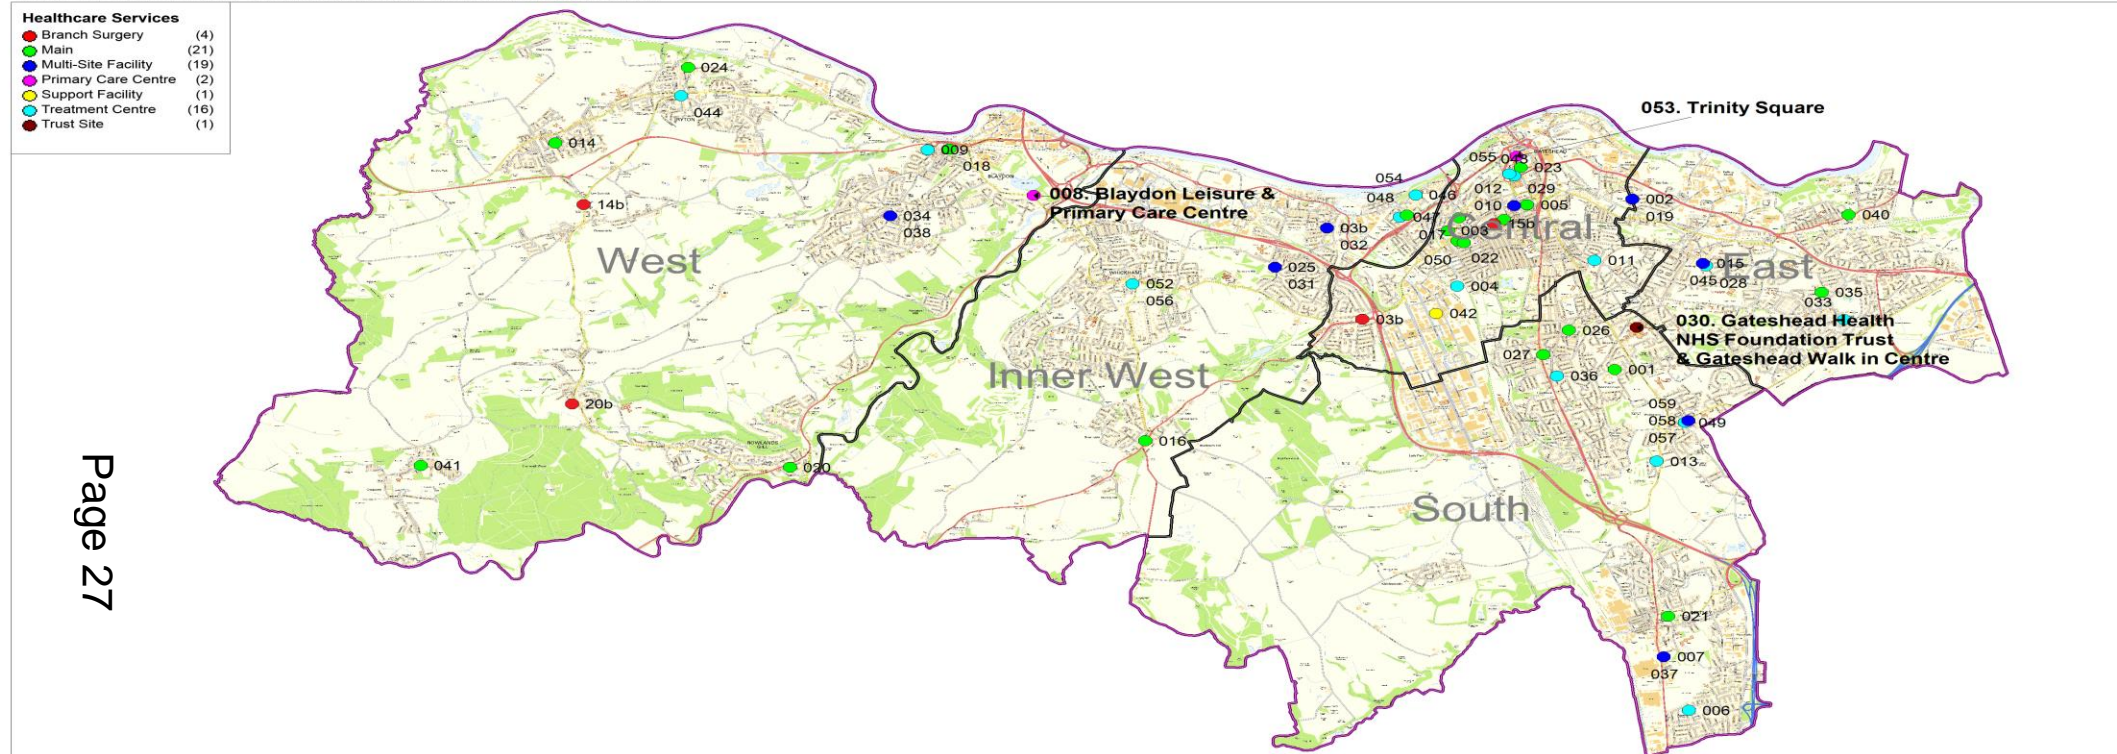 Healthcare Services
Branch Surgery (4)
Main (21)
Multi-Site Facility (19)
Primary Care Centre (2)
Support Facility (1)
Treatment Centre (16)
Trust Site (1)
024
044
014
009
018
14b
034
038
West
008. Blaydon Leisure &
Primary Care Centre
20b
041
020
052
056
Inner West
016
03b
032
025
031
054
048
046
047
017
053. Trinity Square
055
043
023
012
029
010
005
15b
003
Central
050
022
011
004
042
03b
002
019
040
015
045
028
East
035
033
030. Gateshead Health
NHS Foundation Trust
& Gateshead Walk in Centre
026
027
036
001
059
058
049
057
013
South
021
007
037
006
Page 27